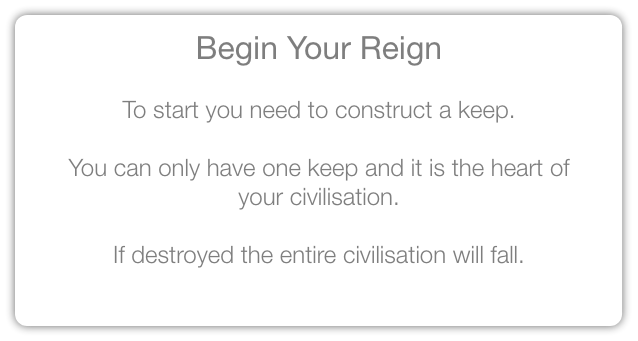 Begin Your Reign
To start you need to construct a keep.
You can only have one keep and it is the heart of
your civilisation.
If destroyed the entire civilisation will fall.